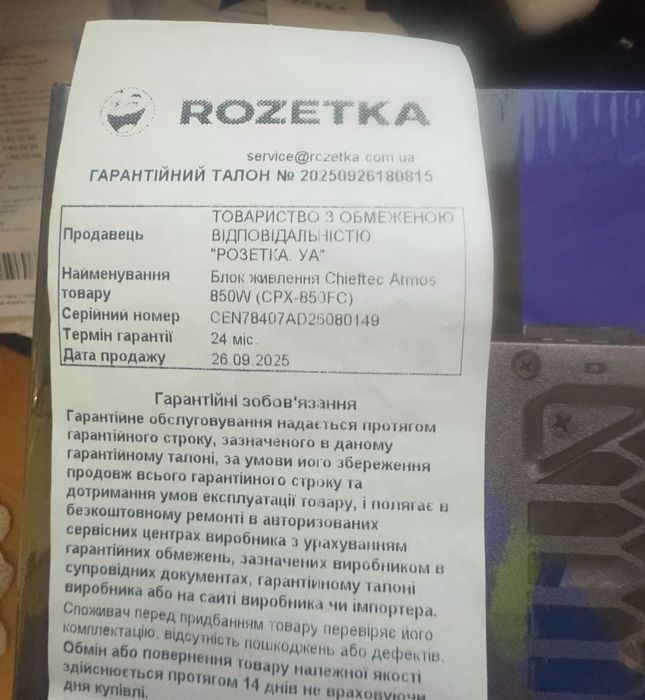 ROZETKA
service@rozetka.com.ua
ГАРАНТІЙНИЙ ТАЛОН № 20250926180815
Продавець
ТОВАРИСТВО З ОБМЕЖЕНОЮ
ВІДПОВІДАЛЬНІСТЮ
"РОЗЕТКА. УА"
Найменування
товару
Блок живлення Chieftec Atmos
850W (CPX-850FC)
Серійний номер CEN78407AD25080149
Термін гарантії 24 міс.
Дата продажу 26.09.2025
Гарантійні зобов'язання
Гарантійне обслуговування надається протягом
гарантійного строку, зазначеного в даному
гарантійному талоні, за умови його збереження
продовж всього гарантійного строку та
дотримання умов експлуатації товару, і полягає в
безкоштовному ремонті в авторизованих
сервісних центрах виробника з урахуванням
гарантійних обмежень, зазначених виробником в
супровідних документах, гарантійному талоні
виробника або на сайті виробника чи імпортера.
Споживач перед придбанням товару перевіряє його
комплектацію, відсутність пошкоджень або дефектів.
Обмін або повернення товару належної якості
здійснюється протягом 14 днів не враховуючи
дня купівлі.